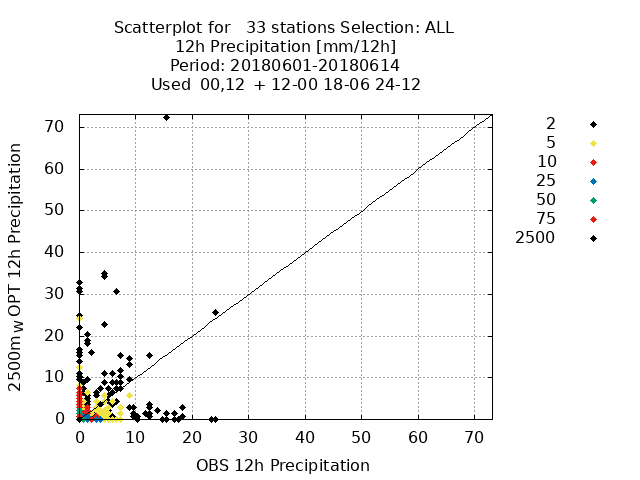 Scatterplot for   33 stations Selection: ALL
12h Precipitation [mm/12h]
Period: 20180601-20180614
Used  00,12  + 12-00 18-06 24-12
2500m w OPT 12h Precipitation
70
60
50
40
30
20
10
0
0 10 20 30 40 50 60 70
OBS 12h Precipitation
2
5
10
25
50
75
2500